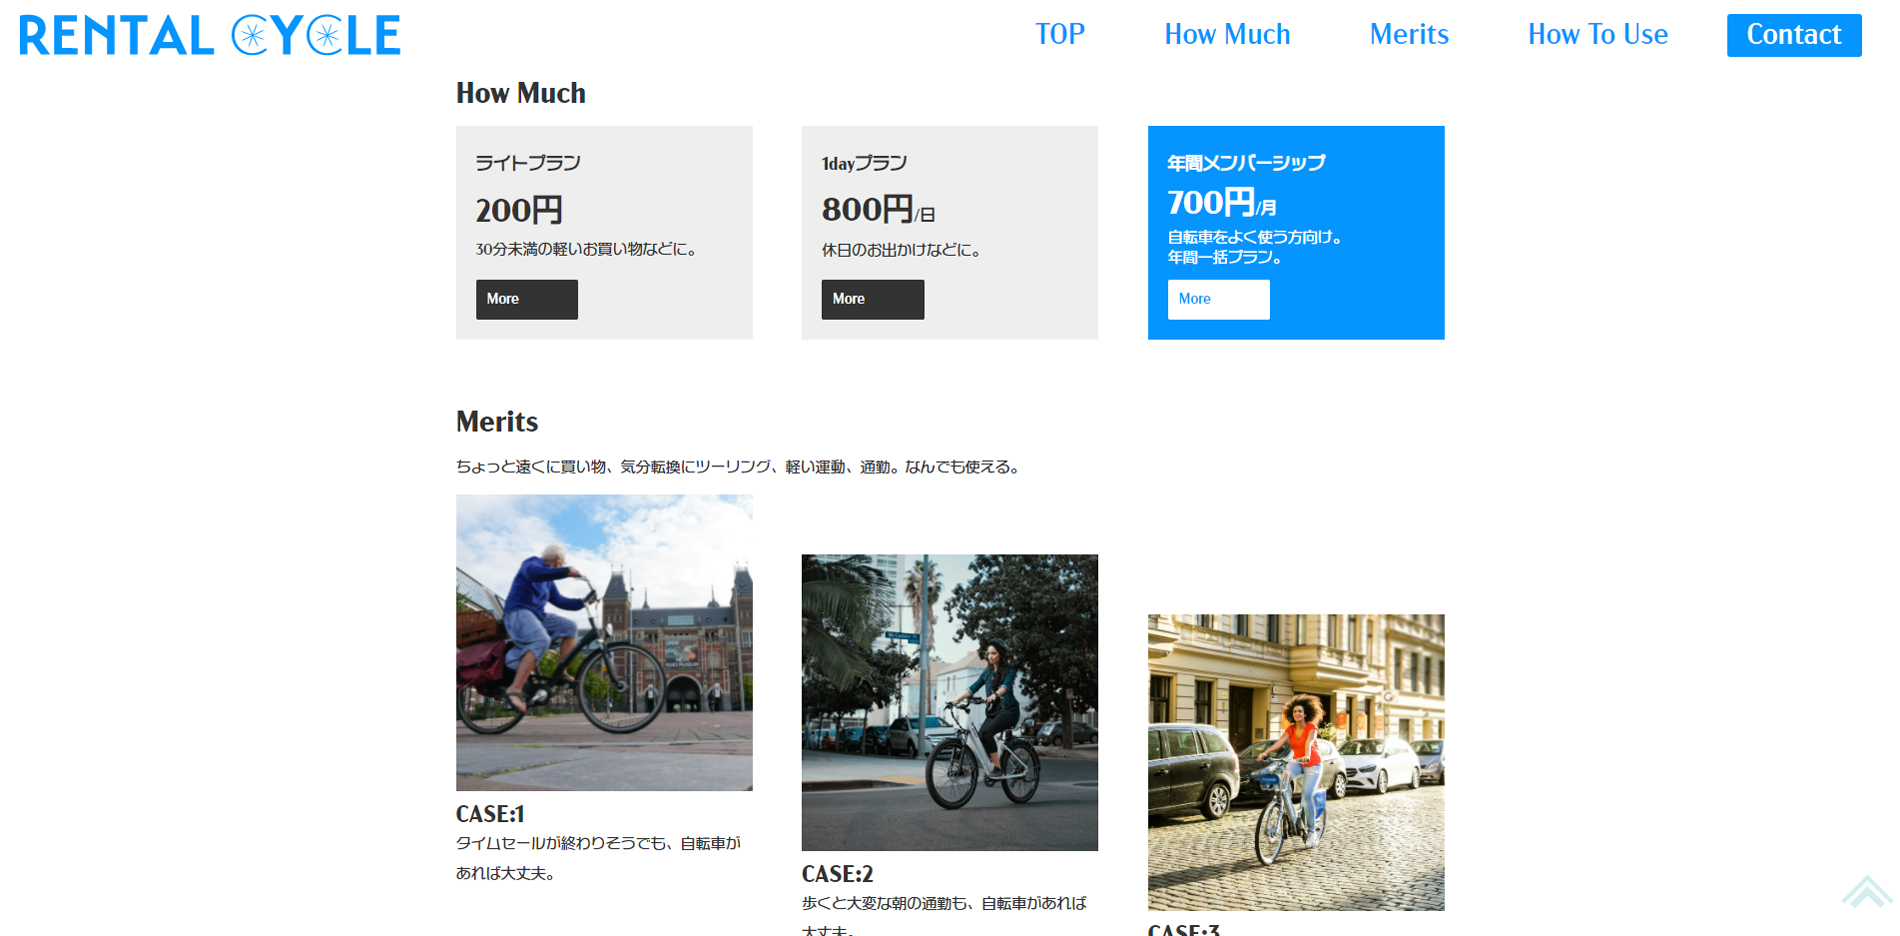 RENTAL CYCLE
TOP
How Much
Merits
How To Use
Contact
How Much
ライトプラン
200円
30分未満の軽いお買い物などに。
More
1dayプラン
800円/日
休日のお出かけなどに。
More
年間メンバーシップ
700円/月
自転車をよく使う方向け。
年間一括プラン。
More
Merits
ちょっと遠くに買い物、気分転換にツーリング、軽い運動、通勤。なんでも使える。
CASE:1
タイムセールが終わりそうでも、自転車が
あれば大丈夫。
CASE:2
歩くと大変な朝の通勤も、自転車があれば
大丈夫。
CASE:3